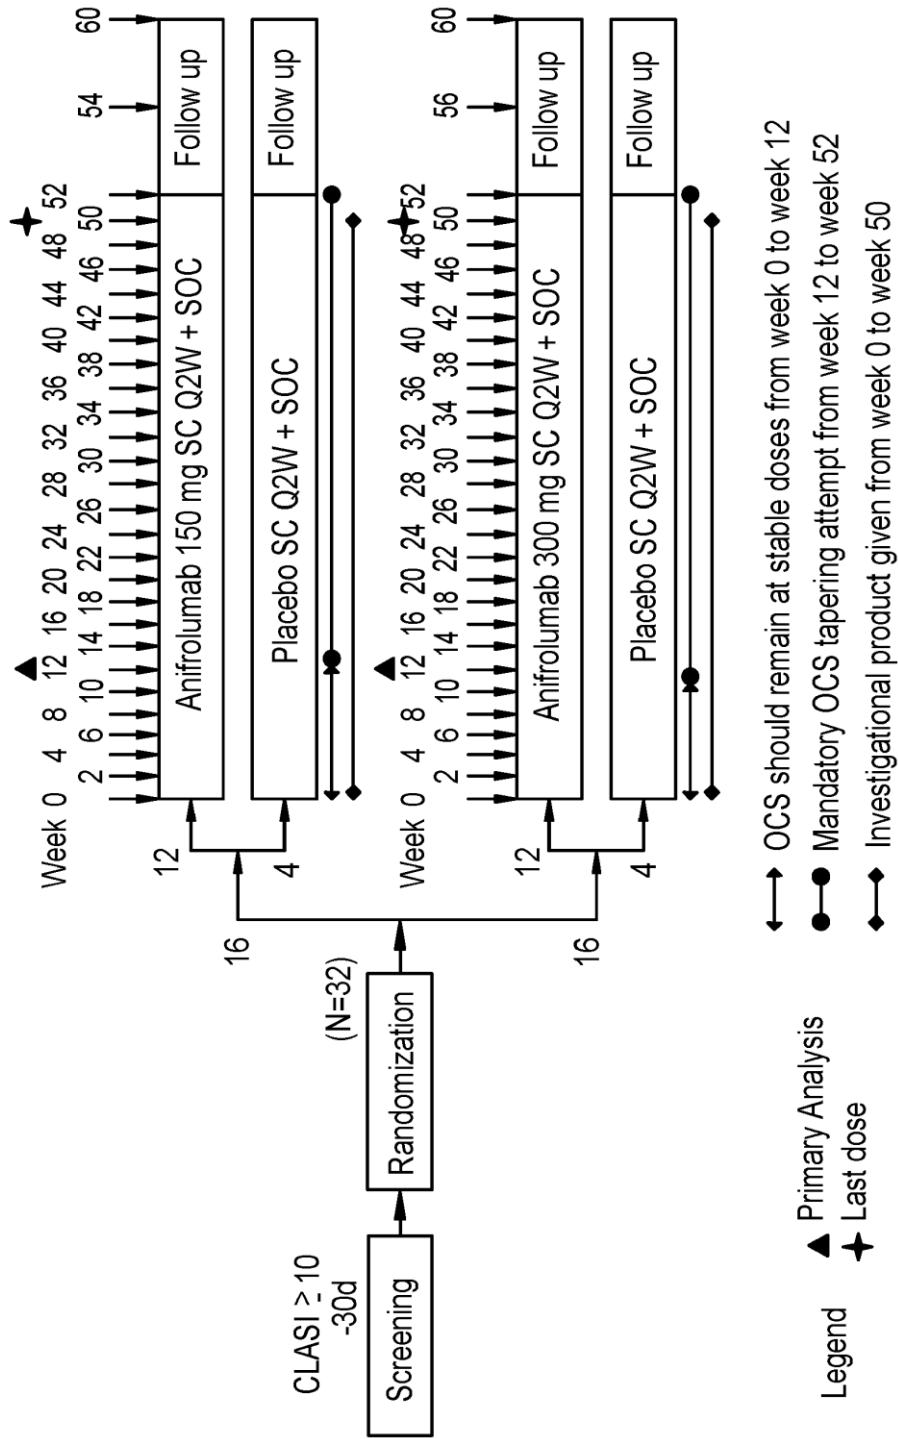 CLASI ≥ 10
-30d
Screening
Randomization
(N=32)
16
16
Week 0 2 4 6 8 10 12 14 16 18 20 22 24 26 28 30 32 34 36 38 40 42 44 46 48 50 52 54 60
12
Anifrolumab 150 mg SC Q2W + SOC
Follow up
4
Placebo SC Q2W + SOC
Follow up
Week 0 2 4 6 8 10 12 14 16 18 20 22 24 26 28 30 32 34 36 38 40 42 44 46 48 50 52 56 60
12
Anifrolumab 300 mg SC Q2W + SOC
Follow up
4
Placebo SC Q2W + SOC
Follow up
Legend
Primary Analysis
Last dose
OCS should remain at stable doses from week 0 to week 12
Mandatory OCS tapering attempt from week 12 to week 52
Investigational product given from week 0 to week 50